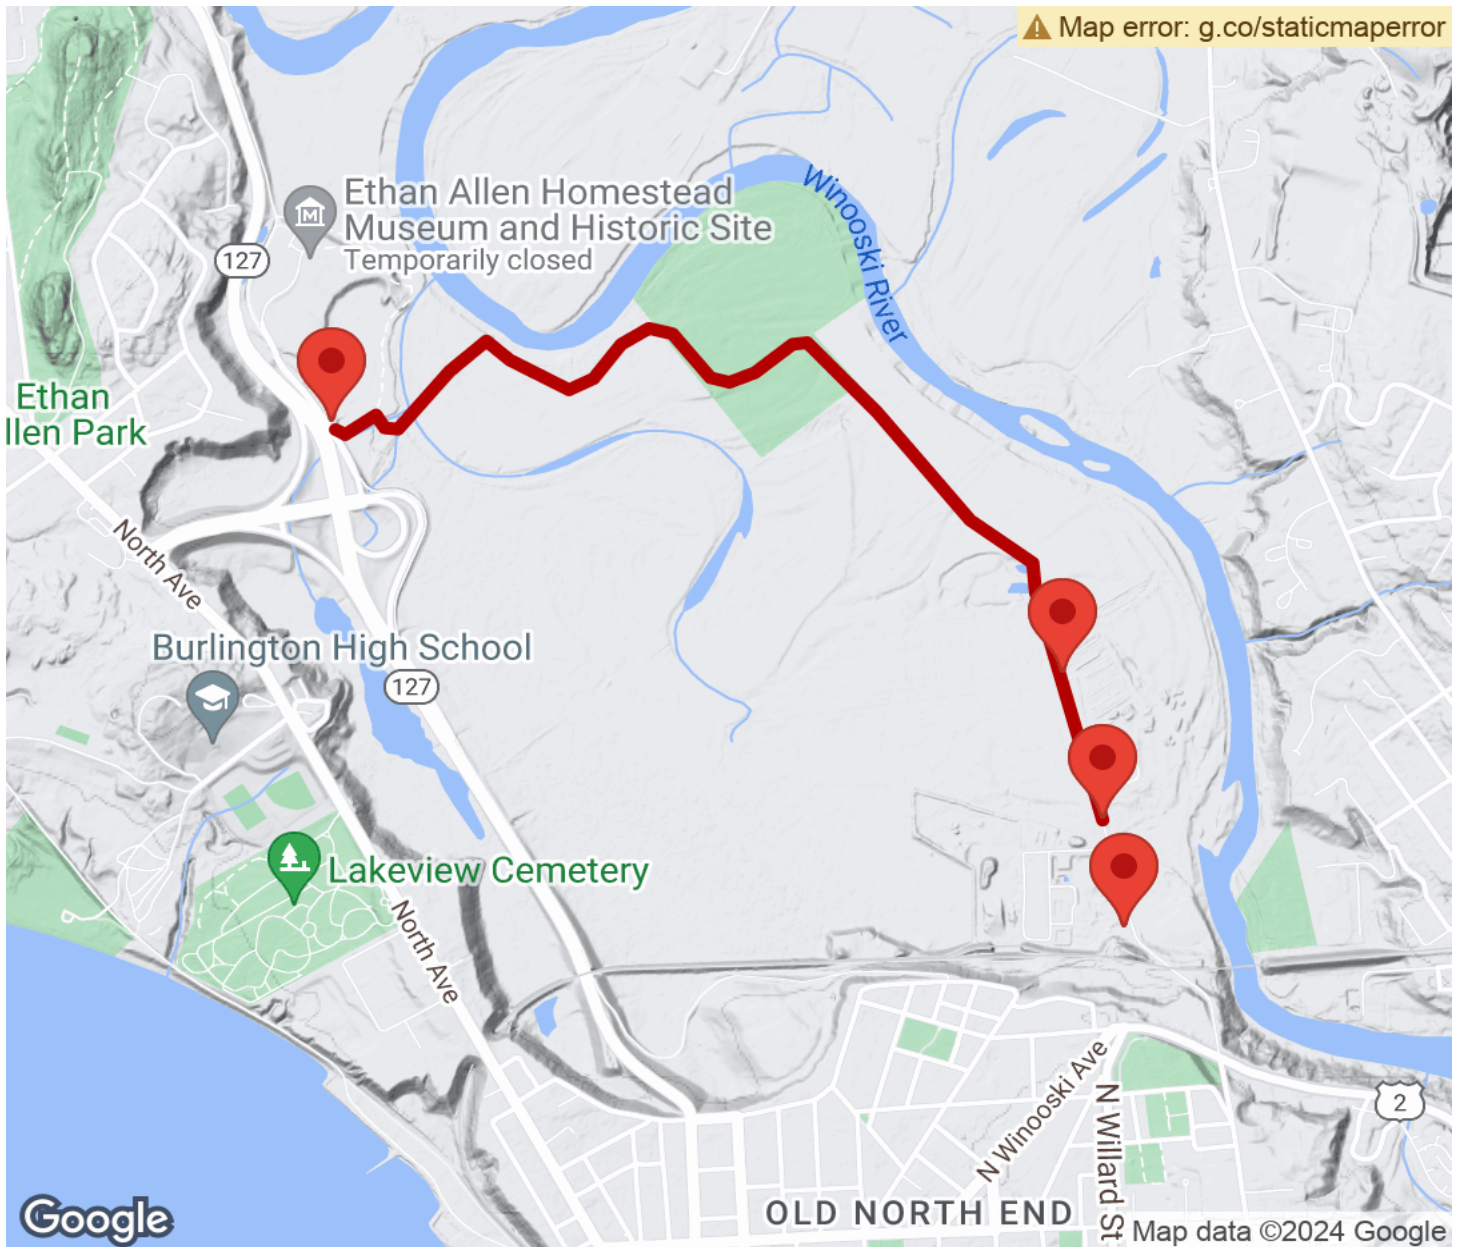 Map error: g.co/staticmaperror
Winooski River
Ethan Allen Homestead
Museum and Historic Site
Temporarily closed
127
Ethan
llen Park
North Ave
Burlington High School
127
Lakeview Cemetery
North Ave
N Winooski Ave
N Willard St
2
OLD NORTH END
Google
Map data ©2024 Google